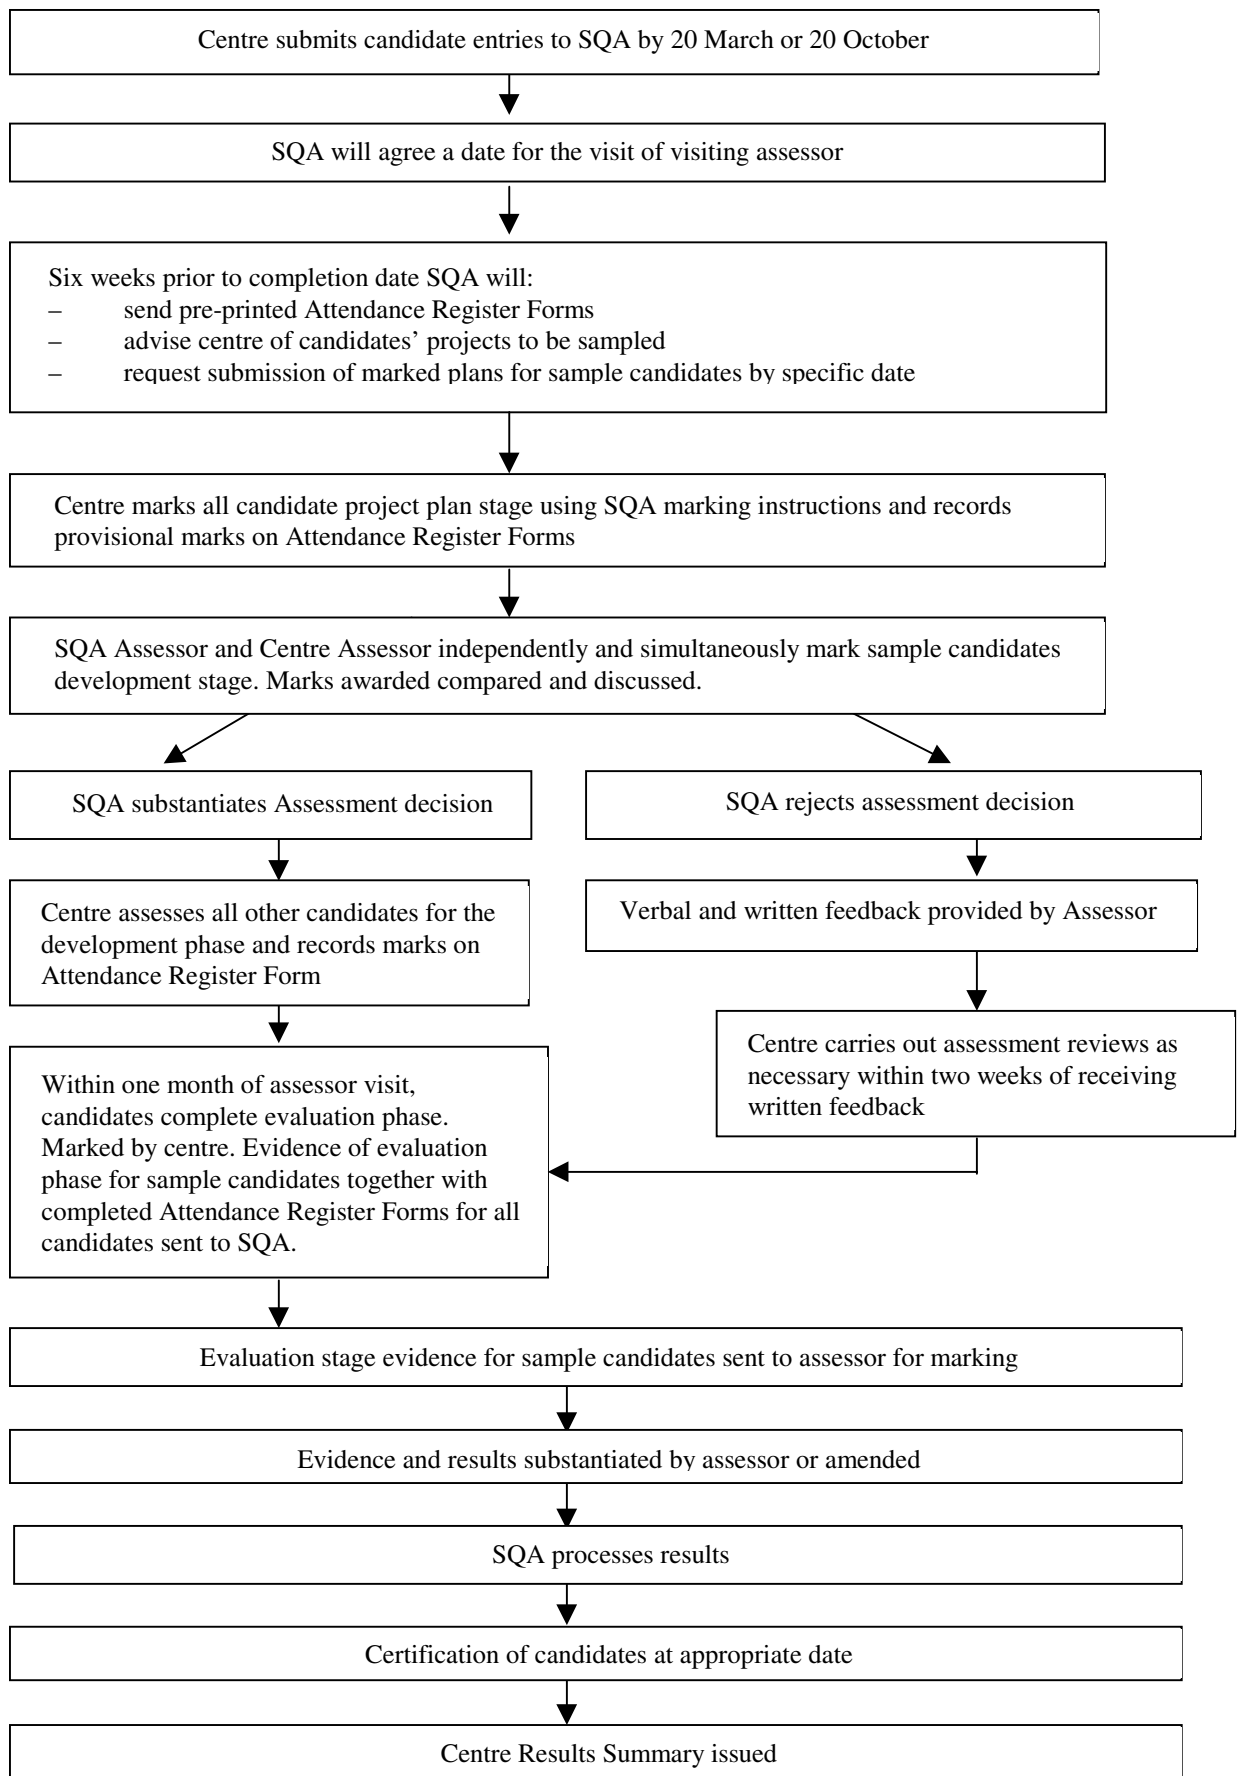 Centre submits candidate entries to SQA by 20 March or 20 October
SQA will agree a date for the visit of visiting assessor
Six weeks prior to completion date SQA will:
– send pre-printed Attendance Register Forms
– advise centre of candidates’ projects to be sampled
– request submission of marked plans for sample candidates by specific date
Centre marks all candidate project plan stage using SQA marking instructions and records
provisional marks on Attendance Register Forms
SQA Assessor and Centre Assessor independently and simultaneously mark sample candidates
development stage. Marks awarded compared and discussed.
SQA substantiates Assessment decision
SQA rejects assessment decision
Centre assesses all other candidates for the
development phase and records marks on
Attendance Register Form
Verbal and written feedback provided by Assessor
Centre carries out assessment reviews as
necessary within two weeks of receiving
written feedback
Within one month of assessor visit,
candidates complete evaluation phase.
Marked by centre. Evidence of evaluation
phase for sample candidates together with
completed Attendance Register Forms for all
candidates sent to SQA.
Evaluation stage evidence for sample candidates sent to assessor for marking
Evidence and results substantiated by assessor or amended
SQA processes results
Certification of candidates at appropriate date
Centre Results Summary issued